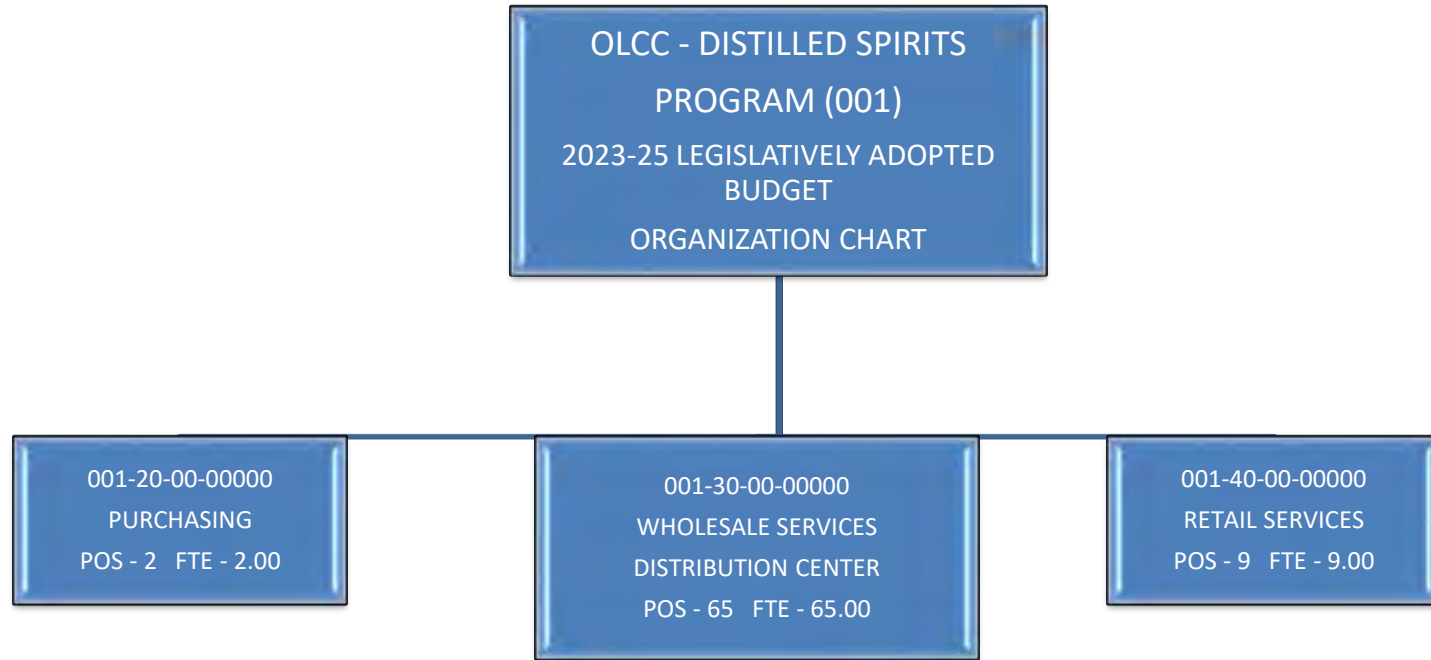 OLCC - DISTILLED SPIRITS
PROGRAM (001)
2023-25 LEGISLATIVELY ADOPTED
BUDGET
ORGANIZATION CHART
001-20-00-00000
PURCHASING
POS - 2 FTE - 2.00
001-30-00-00000
WHOLESALE SERVICES
DISTRIBUTION CENTER
POS - 65 FTE - 65.00
001-40-00-00000
RETAIL SERVICES
POS - 9 FTE - 9.00